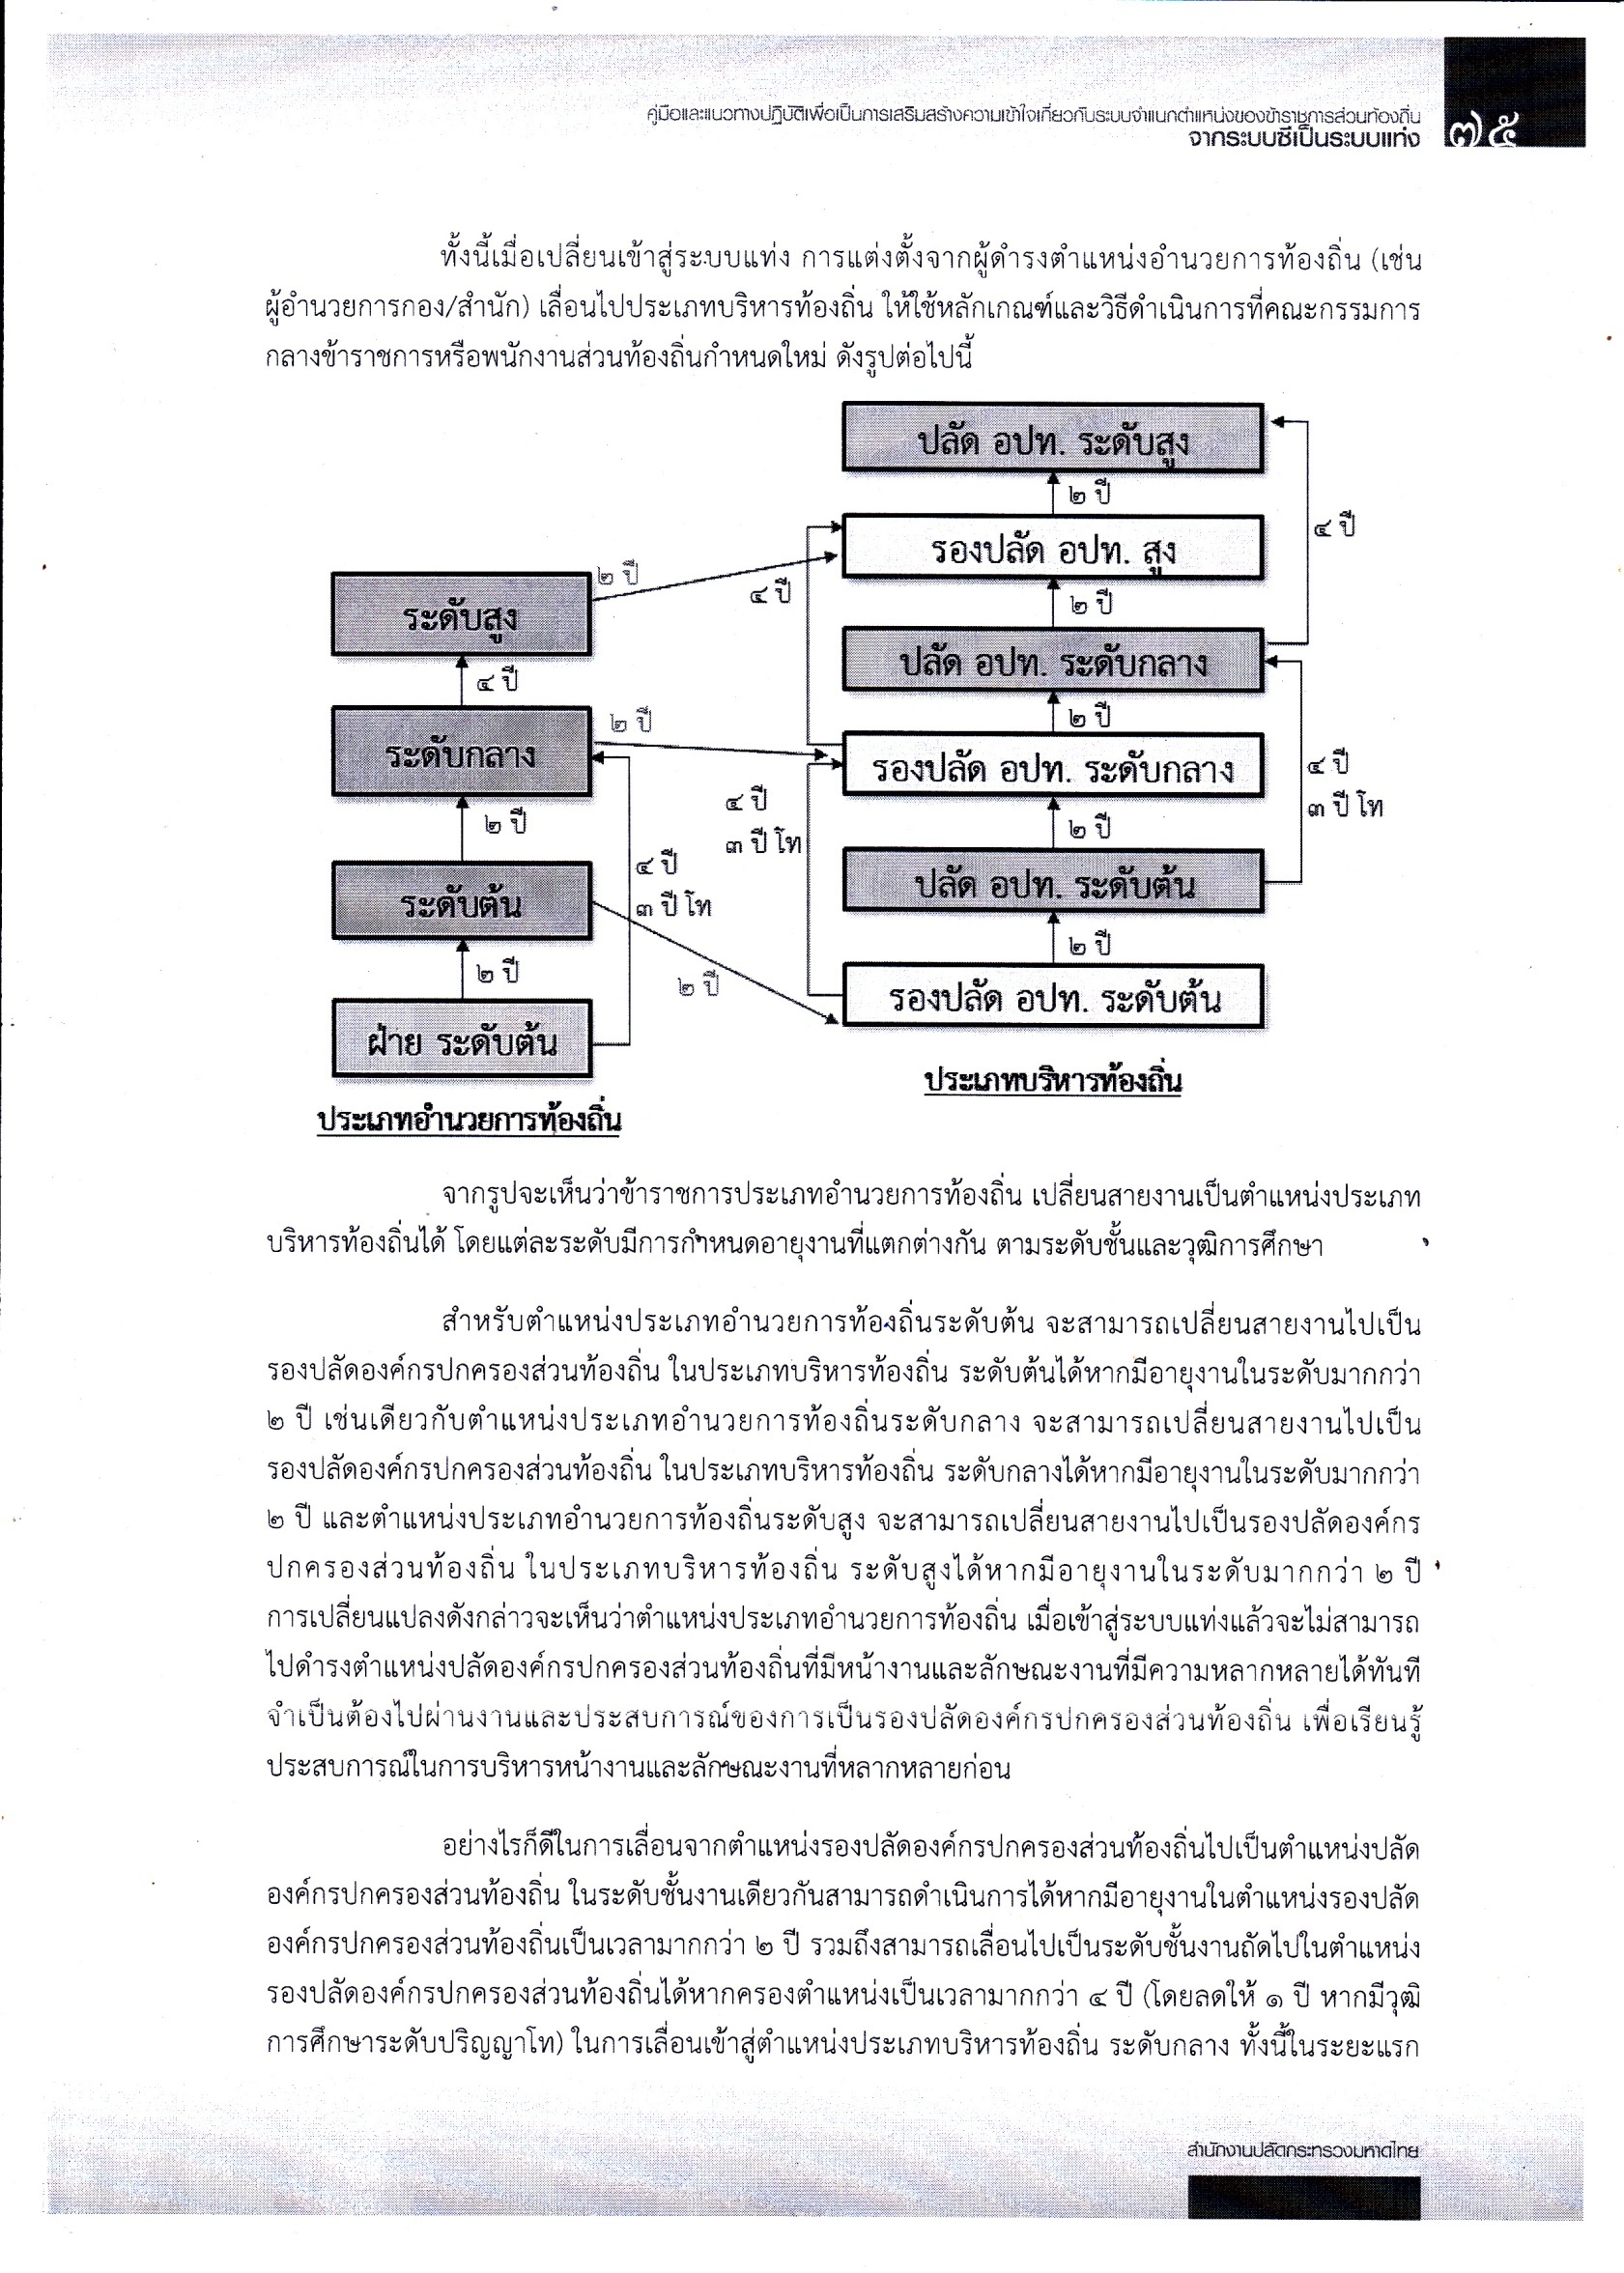 คู่มือและแนวทางปฏิบัติเพื่อเป็นการเสริมสร้างความเข้าใจเกี่ยวกับระบบจำแนกตำแหน่งของข้าราชการส่วนท้องถิ่น
จากระบบซีเป็นระบบแท่ง
๗๕
ทั้งนี้เมื่อเปลี่ยนเข้าสู่ระบบแท่ง การแต่งตั้งจากผู้ดำรงตำแหน่งอำนวยการท้องถิ่น (เช่น
ผู้อำนวยการกอง/สำนัก) เลื่อนไปประเภทบริหารท้องถิ่น ให้ใช้หลักเกณฑ์และวิธีดำเนินการที่คณะกรรมการ
กลางข้าราชการหรือพนักงานส่วนท้องถิ่นกำหนดใหม่ ดังรูปต่อไปนี้
ปลัด อปท. ระดับสูง
๒ ปี
๔ ปี
รองปลัด อปท. สูง
๒ ปี
๔ ปี
๒ ปี
ระดับสูง
ปลัด อปท. ระดับกลาง
๔ ปี
๒ ปี
๒ ปี
ระดับกลาง
รองปลัด อปท. ระดับกลาง
๔ ปี
๓ ปี โท
๔ ปี
๓ ปี โท
๒ ปี
๒ ปี
๔ ปี
๓ ปี โท
ระดับต้น
ปลัด อปท. ระดับต้น
๒ ปี
๒ ปี
๒ ปี
ฝ่าย ระดับต้น
รองปลัด อปท. ระดับต้น
ประเภทบริหารท้องถิ่น
ประเภทอำนวยการท้องถิ่น
จากรูปจะเห็นว่าข้าราชการประเภทอำนวยการท้องถิ่น เปลี่ยนสายงานเป็นตำแหน่งประเภท
บริหารท้องถิ่นได้ โดยแต่ละระดับมีการกำหนดอายุงานที่แตกต่างกัน ตามระดับชั้นและวุฒิการศึกษา
สำหรับตำแหน่งประเภทอำนวยการท้องถิ่นระดับต้น จะสามารถเปลี่ยนสายงานไปเป็น
รองปลัดองค์กรปกครองส่วนท้องถิ่น ในประเภทบริหารท้องถิ่น ระดับต้นได้หากมีอายุงานในระดับมากกว่า
๒ ปี เช่นเดียวกับตำแหน่งประเภทอำนวยการท้องถิ่นระดับกลาง จะสามารถเปลี่ยนสายงานไปเป็น
รองปลัดองค์กรปกครองส่วนท้องถิ่น ในประเภทบริหารท้องถิ่น ระดับกลางได้หากมีอายุงานในระดับมากกว่า
๒ ปี และตำแหน่งประเภทอำนวยการท้องถิ่นระดับสูง จะสามารถเปลี่ยนสายงานไปเป็นรองปลัดองค์กร
ปกครองส่วนท้องถิ่น ในประเภทบริหารท้องถิ่น ระดับสูงได้หากมีอายุงานในระดับมากกว่า ๒ ปี
การเปลี่ยนแปลงดังกล่าวจะเห็นว่าตำแหน่งประเภทอำนวยการท้องถิ่น เมื่อเข้าสู่ระบบแท่งแล้วจะไม่สามารถ
ไปดำรงตำแหน่งปลัดองค์กรปกครองส่วนท้องถิ่นที่มีหน้างานและลักษณะงานที่มีความหลากหลายได้ทันที
จำเป็นต้องไปผ่านงานและประสบการณ์ของการเป็นรองปลัดองค์กรปกครองส่วนท้องถิ่น เพื่อเรียนรู้
ประสบการณ์ในการบริหารหน้างานและลักษณะงานที่หลากหลายก่อน
อย่างไรก็ดีในการเลื่อนจากตำแหน่งรองปลัดองค์กรปกครองส่วนท้องถิ่นไปเป็นตำแหน่งปลัด
องค์กรปกครองส่วนท้องถิ่น ในระดับชั้นงานเดียวกันสามารถดำเนินการได้หากมีอายุงานในตำแหน่งรองปลัด
องค์กรปกครองส่วนท้องถิ่นเป็นเวลามากกว่า ๒ ปี รวมถึงสามารถเลื่อนไปเป็นระดับชั้นงานถัดไปในตำแหน่ง
รองปลัดองค์กรปกครองส่วนท้องถิ่นได้หากครองตำแหน่งเป็นเวลามากกว่า ๔ ปี (โดยลดให้ ๑ ปี หากมีวุฒิ
การศึกษาระดับปริญญาโท) ในการเลื่อนเข้าสู่ตำแหน่งประเภทบริหารท้องถิ่น ระดับกลาง ทั้งนี้ในระยะแรก
สำนักงานปลัดกระทรวงมหาดไทย